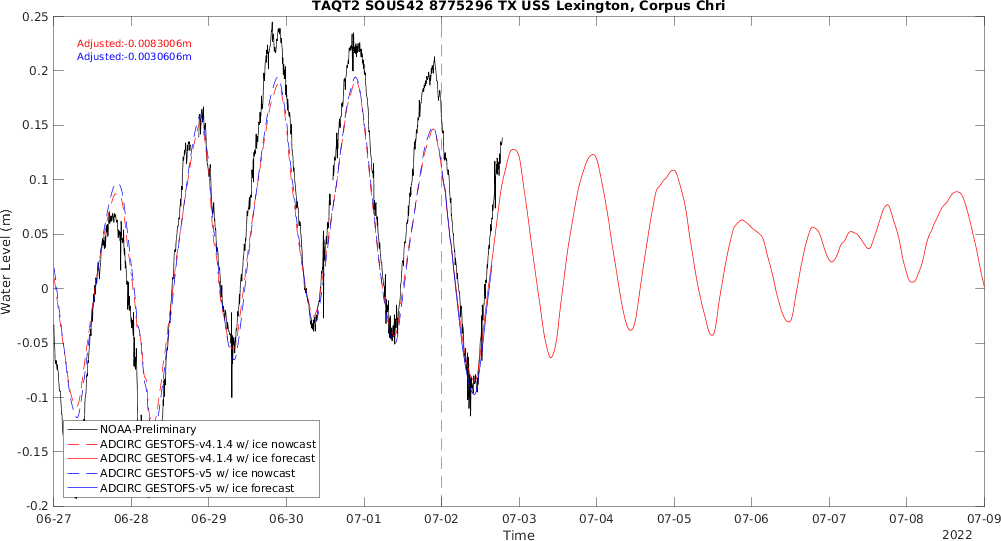 TAQT2 SOUS42 8775296 TX USS Lexington, Corpus Chri
Adjusted:-0.0083006m
Adjusted:-0.0030606m
Water Level (m)
0.25
0.2
0.15
0.1
0.05
0
-0.05
-0.1
-0.15
-0.2
NOAA-Preliminary
ADCIRC GESTOFS-v4.1.4 w/ ice nowcast
ADCIRC GESTOFS-v4.1.4 w/ ice forecast
ADCIRC GESTOFS-v5 w/ ice nowcast
ADCIRC GESTOFS-v5 w/ ice forecast
06-27 06-28 06-29 06-30 07-01 07-02 07-03 07-04 07-05 07-06 07-07 07-08 07-09
Time
2022